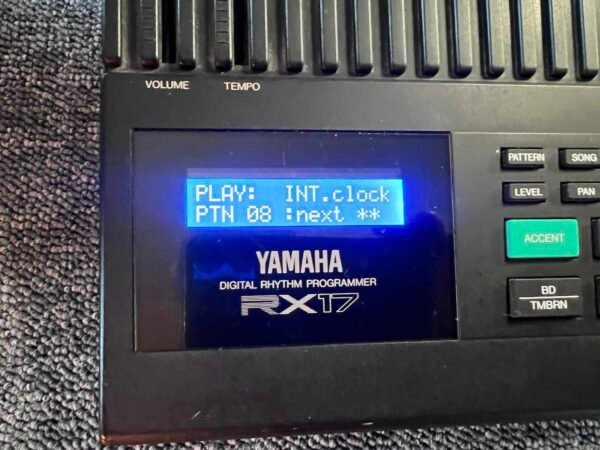 VOLUME TEMPO
PATTERN SONG
LEVEL PAN
PLAY: INT.clock
PTN 08 :next **
ACCENT
YAMAHA
DIGITAL RHYTHM PROGRAMMER
RX17
BD
TMBRN